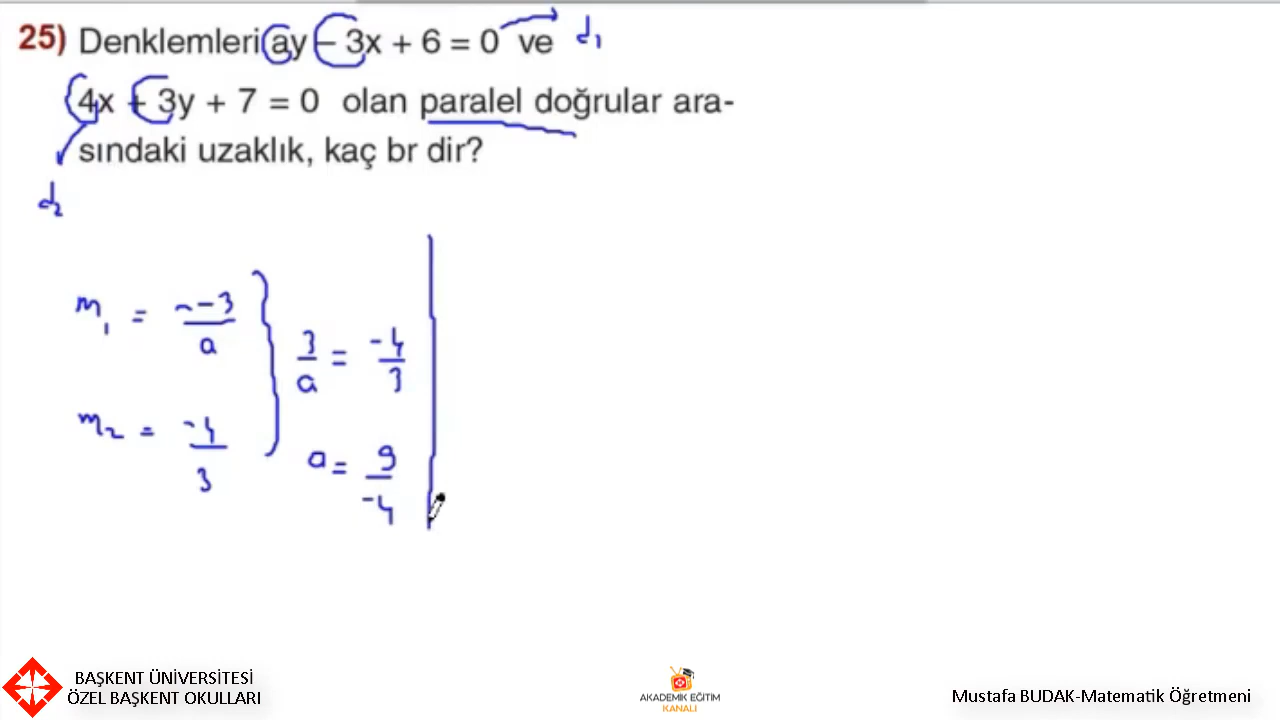 25) Denklemleri ay – 3x + 6 = 0 ve d₁
4x + 3y + 7 = 0 olan paralel doğrular ara-
sındaki uzaklık, kaç br dir?
d₂
m₁ = - -3/a
m₂ = -4/3
3/a = -4/3
a = 9/-4
BAŞKENT ÜNİVERSİTESİ
ÖZEL BAŞKENT OKULLARI
AKADEMİK EĞİTİM
KANALI
Mustafa BUDAK-Matematik Öğretmeni